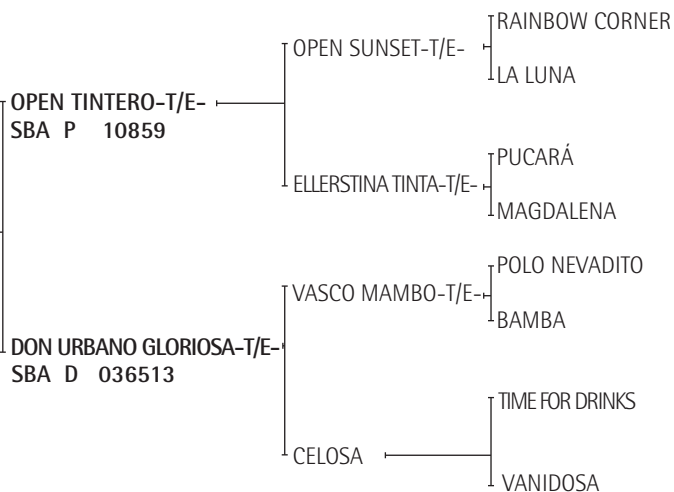 RAINBOW CORNER
OPEN SUNSET-T/E-
LA LUNA
OPEN TINTERO-T/E-
SBA P 10859
PUCARÁ
ELLERSTINA TINTA-T/E-
MAGDALENA
POLO NEVADITO
VASCO MAMBO-T/E-
BAMBA
DON URBANO GLORIOSA-T/E-
SBA D 036513
TIME FOR DRINKS
CELOSA
VANIDOSA